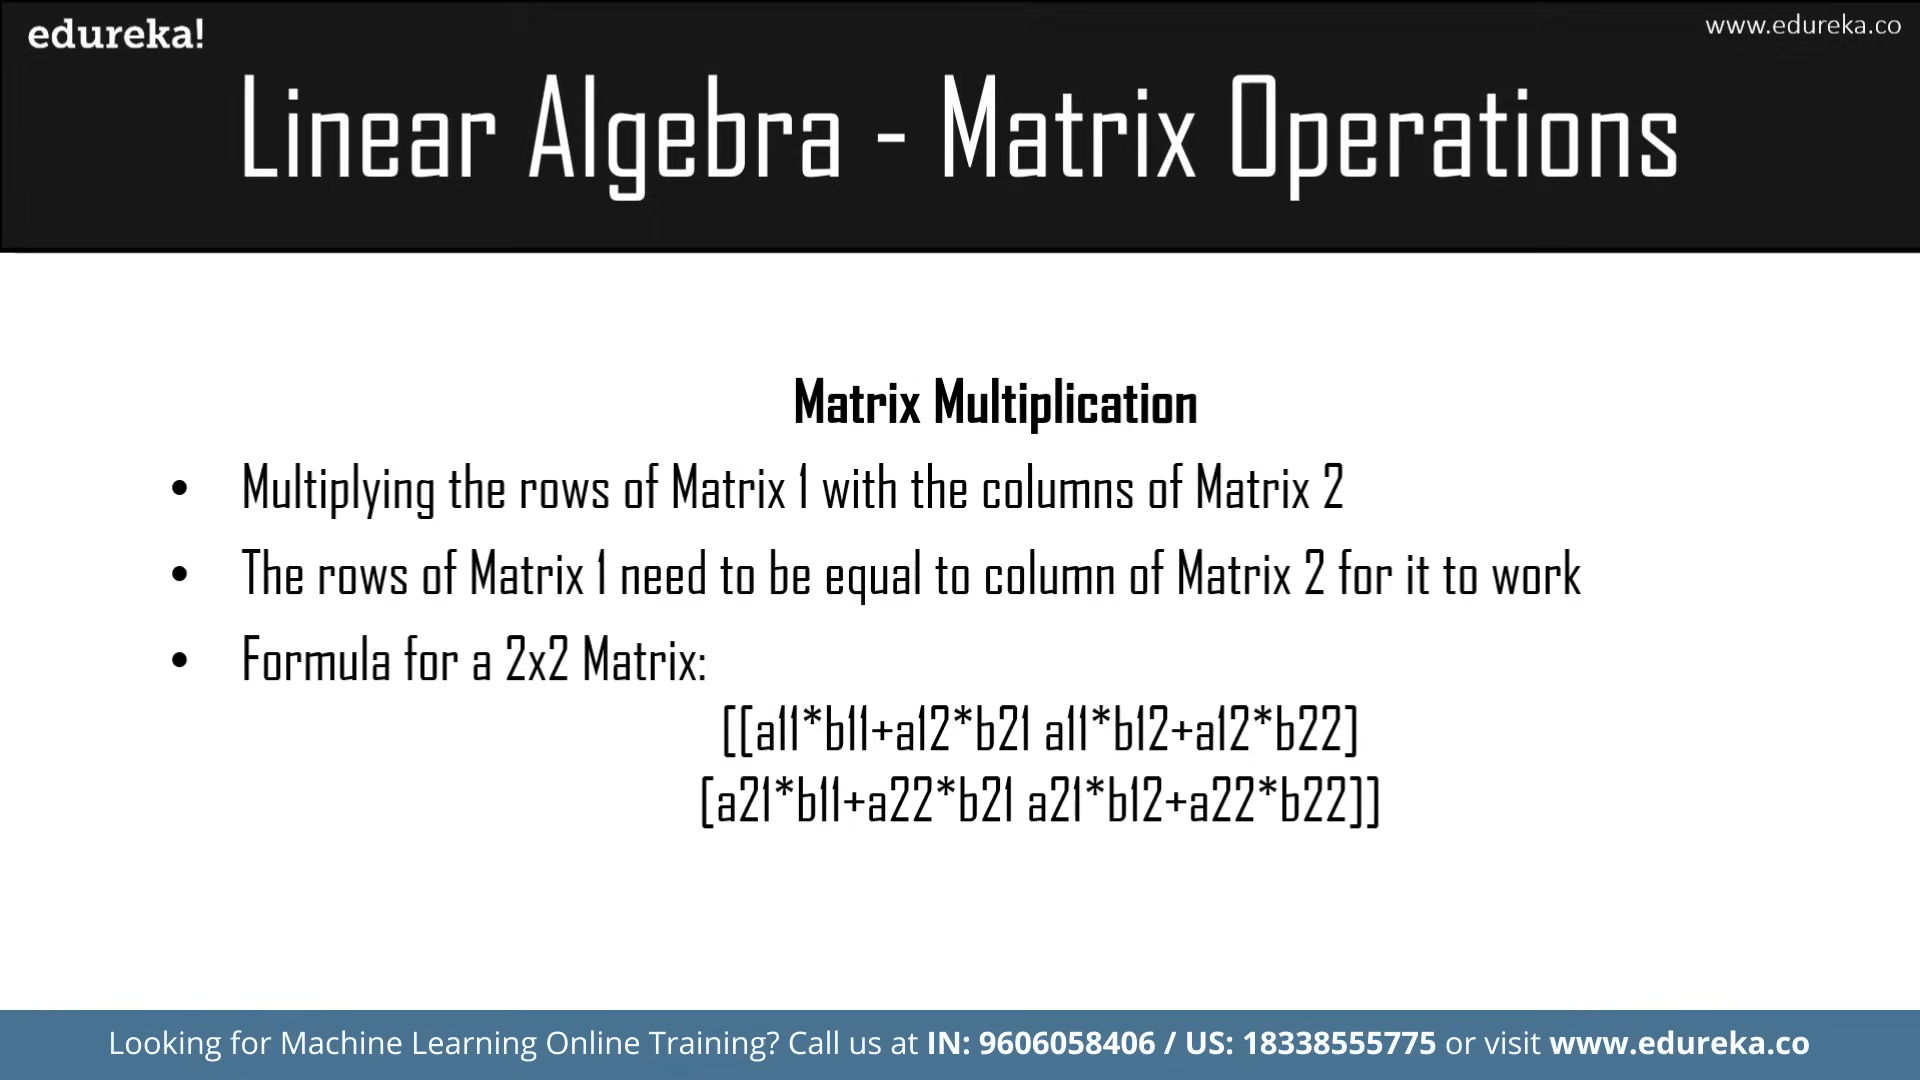 edureka!
www.edureka.co
Linear Algebra - Matrix Operations
Matrix Multiplication
• Multiplying the rows of Matrix 1 with the columns of Matrix 2
• The rows of Matrix 1 need to be equal to column of Matrix 2 for it to work
• Formula for a 2x2 Matrix:
[[a11*b11+a12*b21 a11*b12+a12*b22]
[a21*b11+a22*b21 a21*b12+a22*b22]]
Looking for Machine Learning Online Training? Call us at IN: 9606058406 / US: 18338555775 or visit www.edureka.co